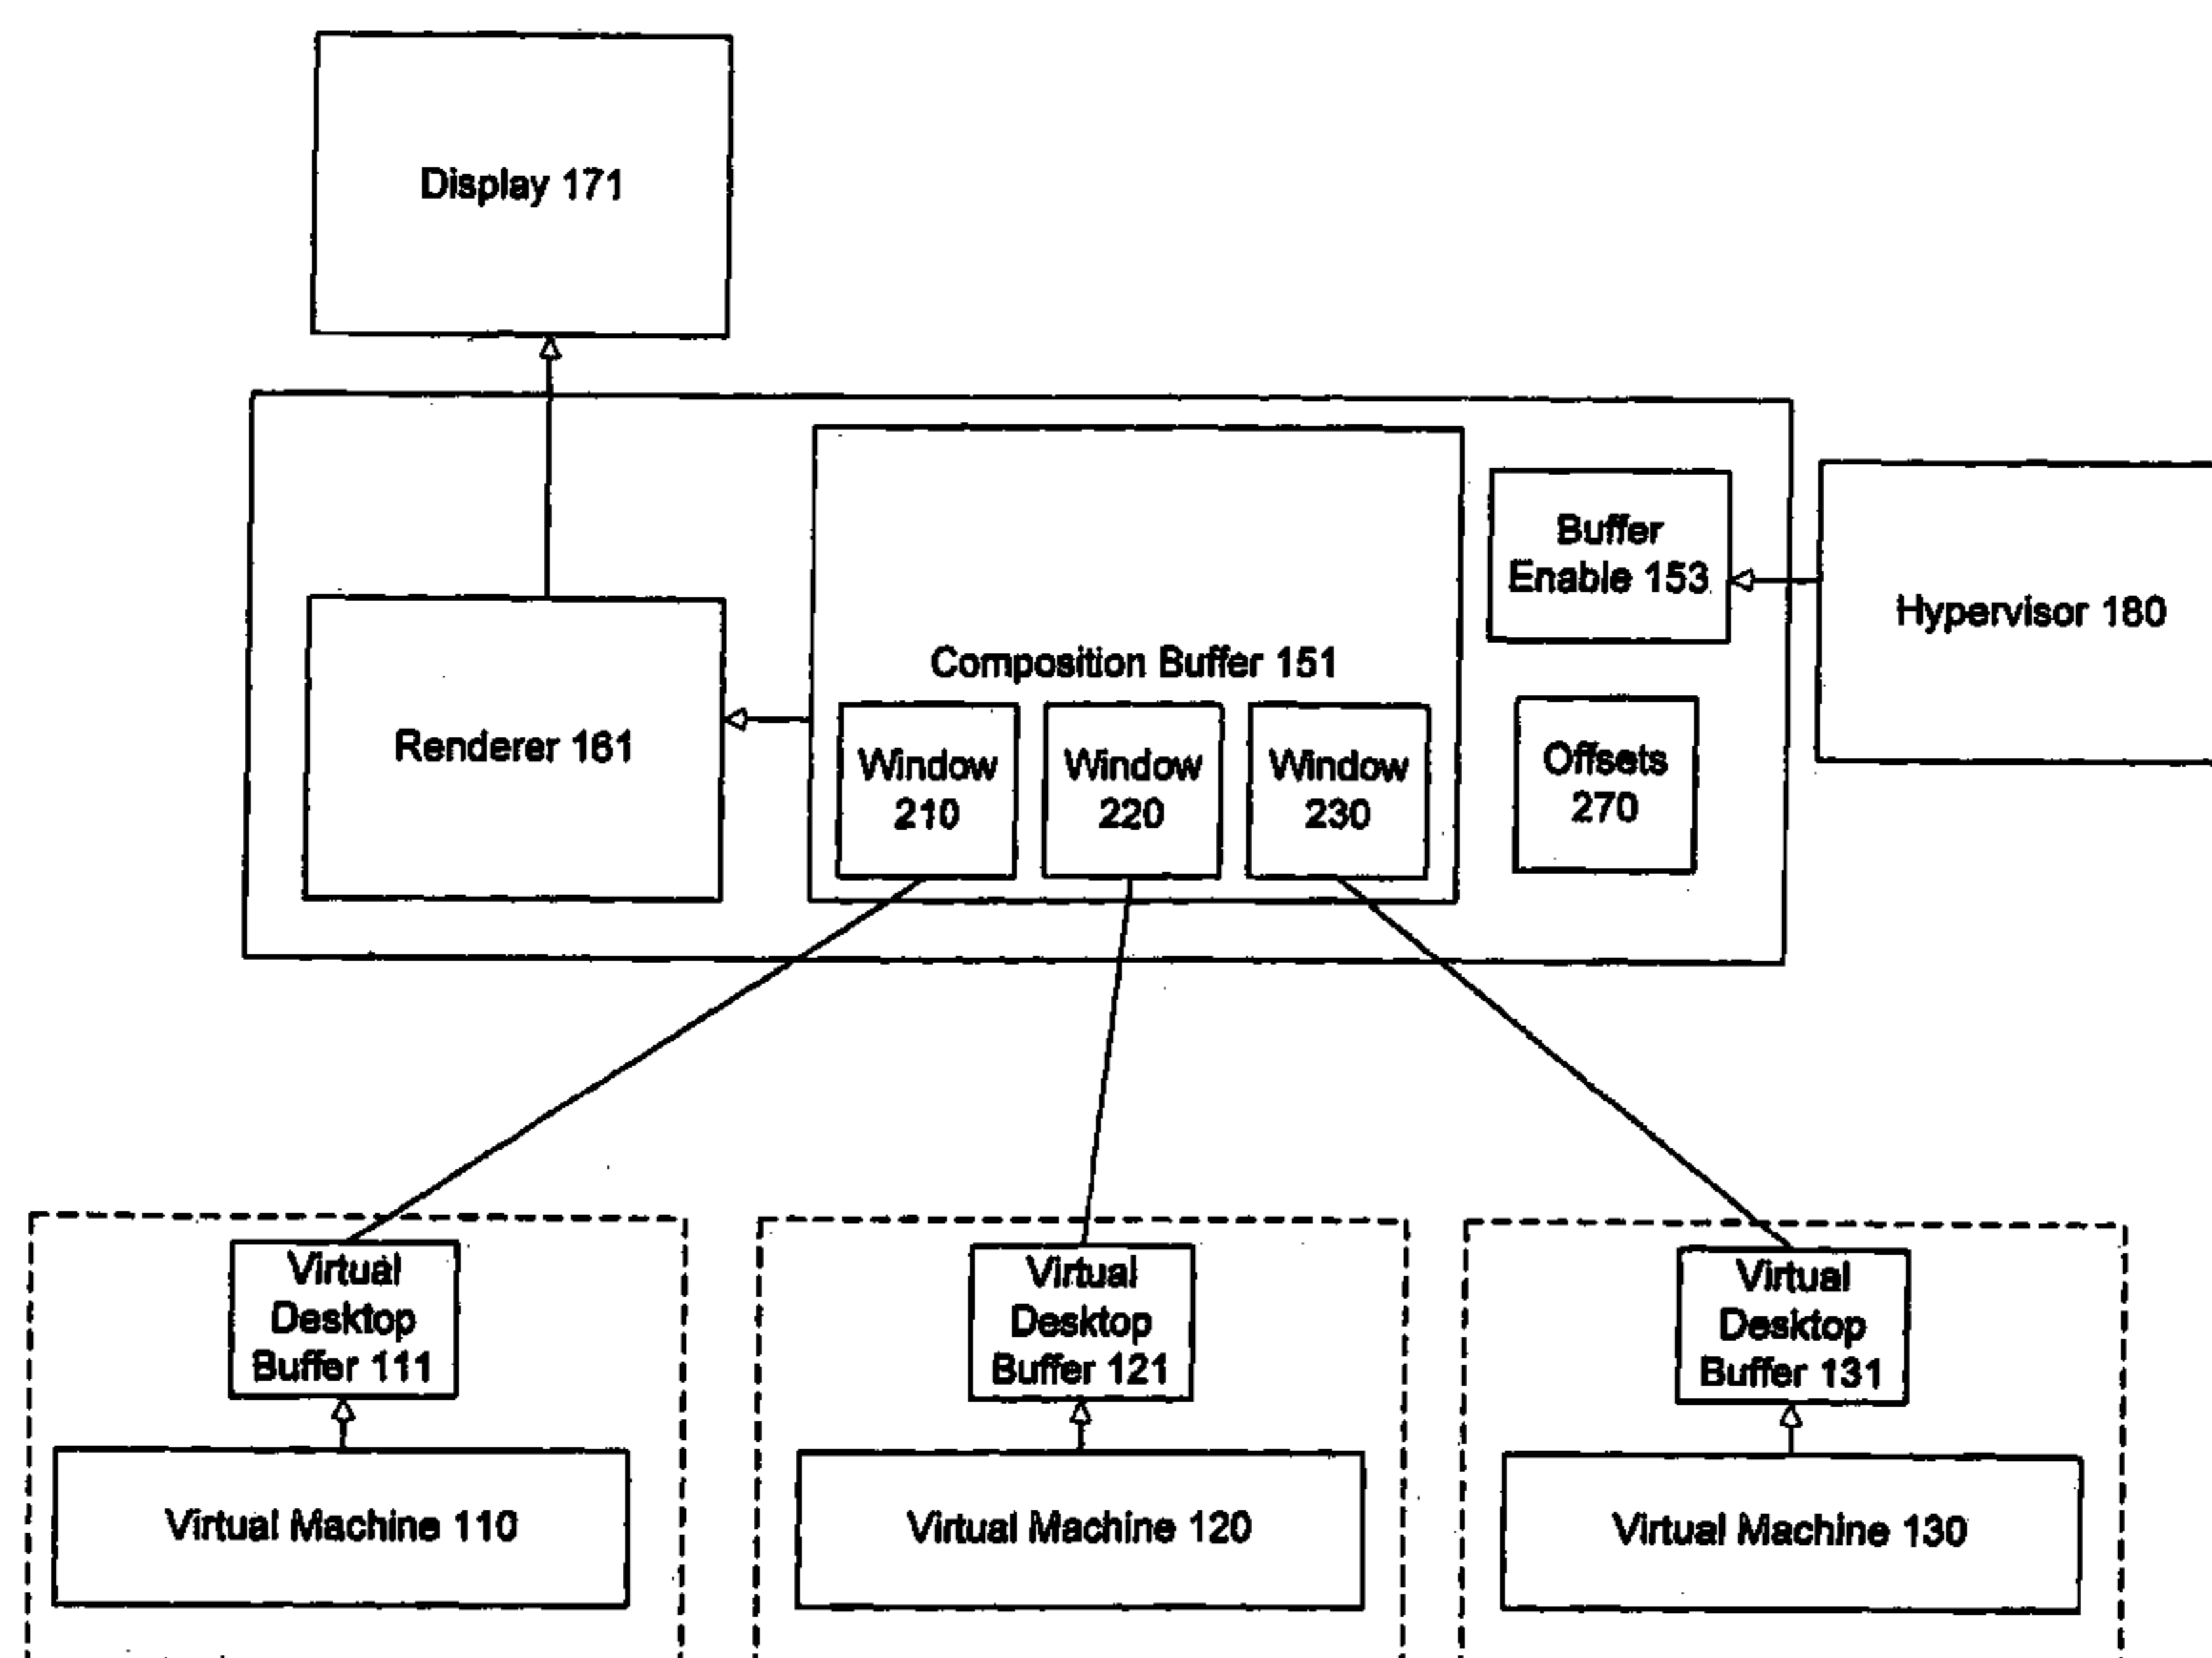 Display 171
Buffer
Enable 153
Hypervisor 180
Composition Buffer 151
Renderer 161
Window
210
Window
220
Window
230
Offsets
270
Virtual
Desktop
Buffer 111
Virtual
Desktop
Buffer 121
Virtual
Desktop
Buffer 131
Virtual Machine 110
Virtual Machine 120
Virtual Machine 130